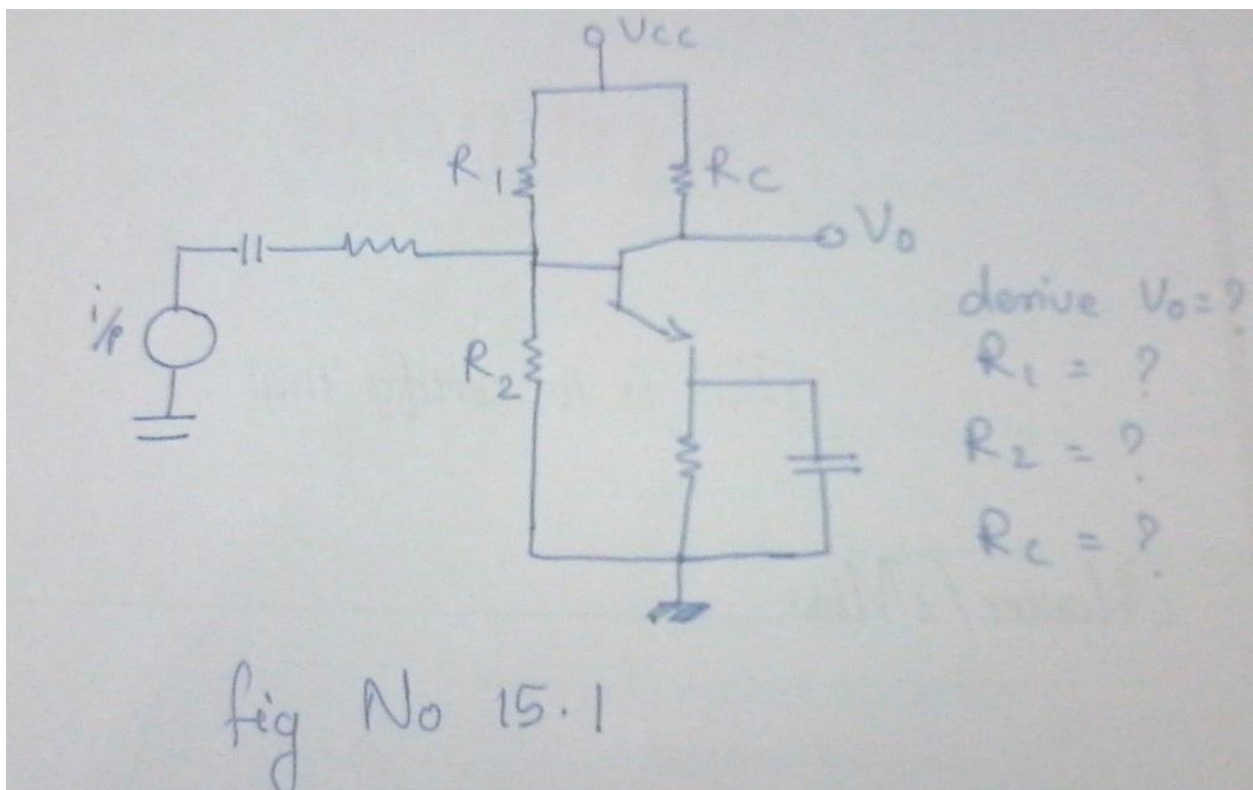 Vcc
R1
Rc
Vo
i/p
R2
derive Vo = ?
R1 = ?
R2 = ?
Rc = ?
fig No 15.1